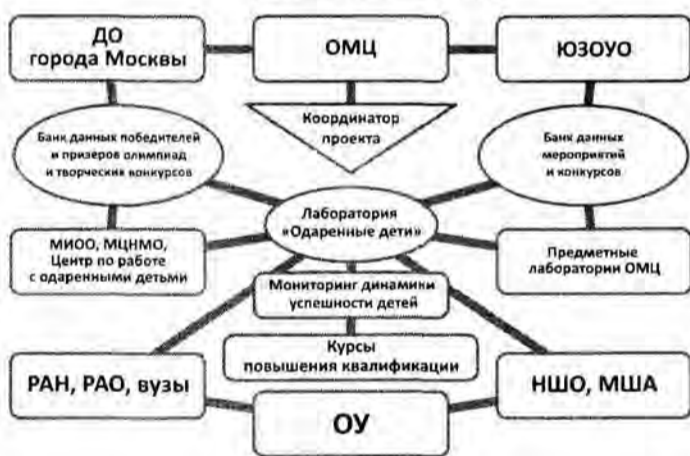 ДО
города Москвы
ОМЦ
ЮЗОУО
Координатор
проекта
Банк данных победителей
и призеров олимпиад
и творческих конкурсов
Банк данных
мероприятий
и конкурсов
Лаборатория
«Одаренные дети»
МИОО, МЦНМО,
Центр по работе
с одаренными детьми
Предметные
лаборатории ОМЦ
Мониторинг динамики
успешности детей
Курсы
повышения квалификации
РАН, РАО, вузы
НШО, МША
ОУ